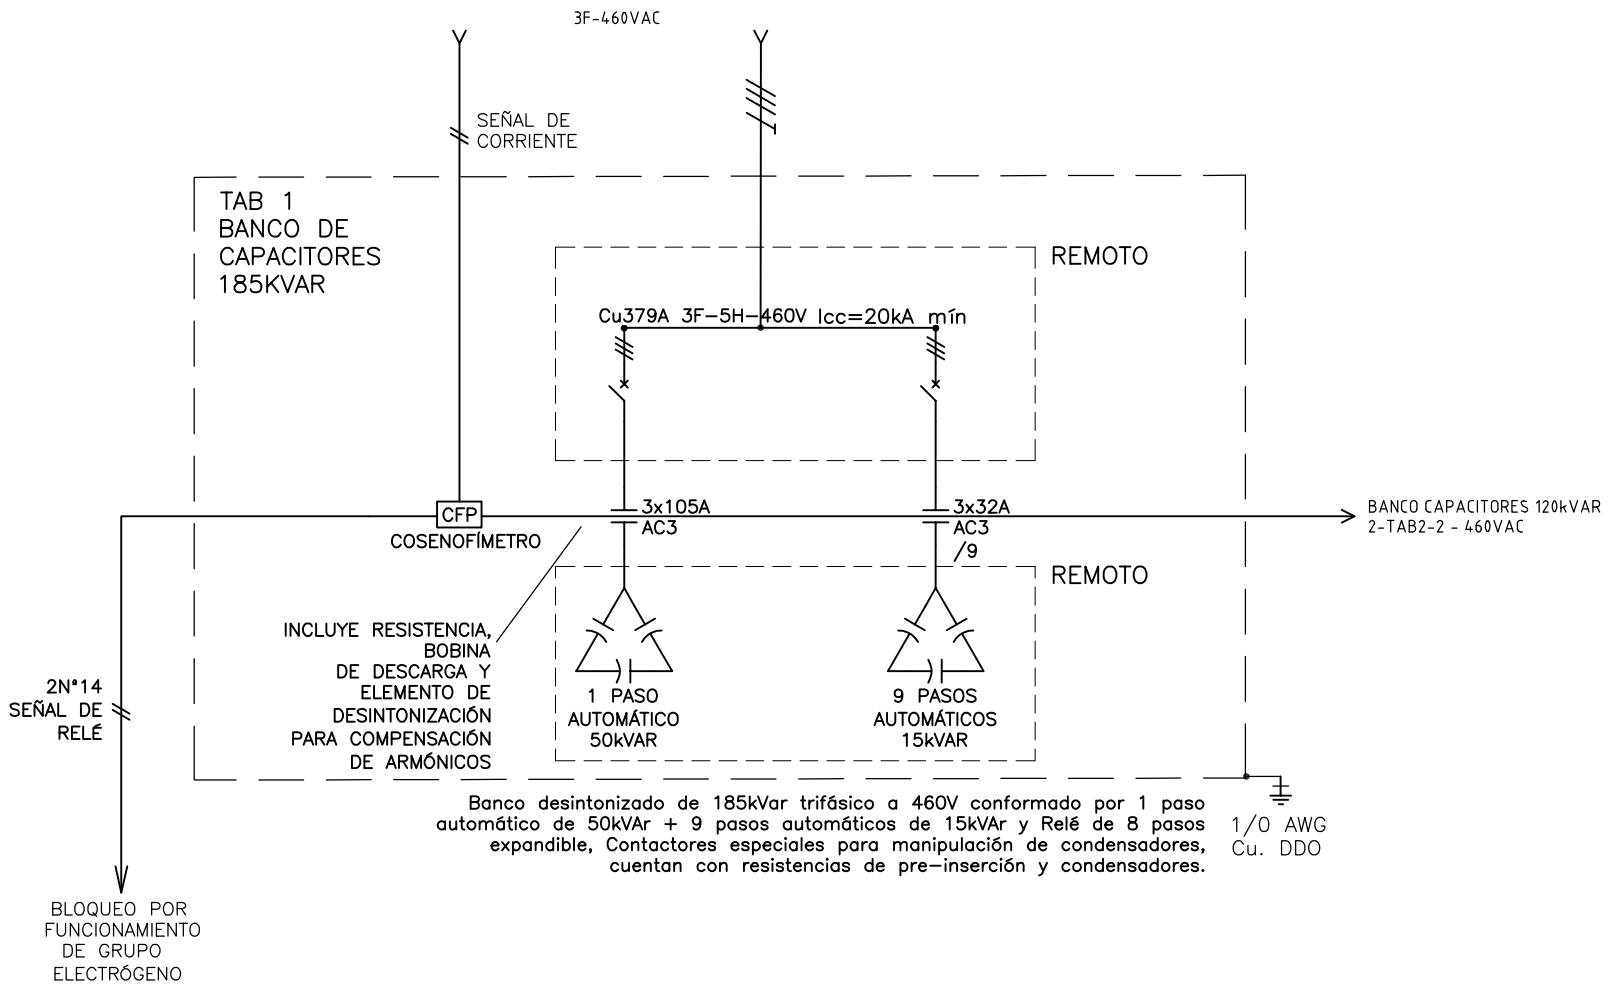 3F-460VAC
SEÑAL DE
CORRIENTE
TAB 1
BANCO DE
CAPACITORES
185KVAR
REMOTO
Cu379A 3F-5H-460V Icc=20kA mín
3x105A
AC3
3x32A
AC3
/9
CFP
COSENOFÍMETRO
BANCO CAPACITORES 120kVAR
2-TAB2-2 - 460VAC
REMOTO
INCLUYE RESISTENCIA,
BOBINA
DE DESCARGA Y
ELEMENTO DE
DESINTONIZACIÓN
PARA COMPENSACIÓN
DE ARMÓNICOS
1 PASO
AUTOMÁTICO
50kVAR
9 PASOS
AUTOMÁTICOS
15kVAR
2Nº14
SEÑAL DE
RELÉ
Banco desintonizado de 185kVar trifásico a 460V conformado por 1 paso
automático de 50kVAr + 9 pasos automáticos de 15kVAr y Relé de 8 pasos
expandible, Contactores especiales para manipulación de condensadores,
cuentan con resistencias de pre-inserción y condensadores.
1/0 AWG
Cu. DDO
BLOQUEO POR
FUNCIONAMIENTO
DE GRUPO
ELECTRÓGENO